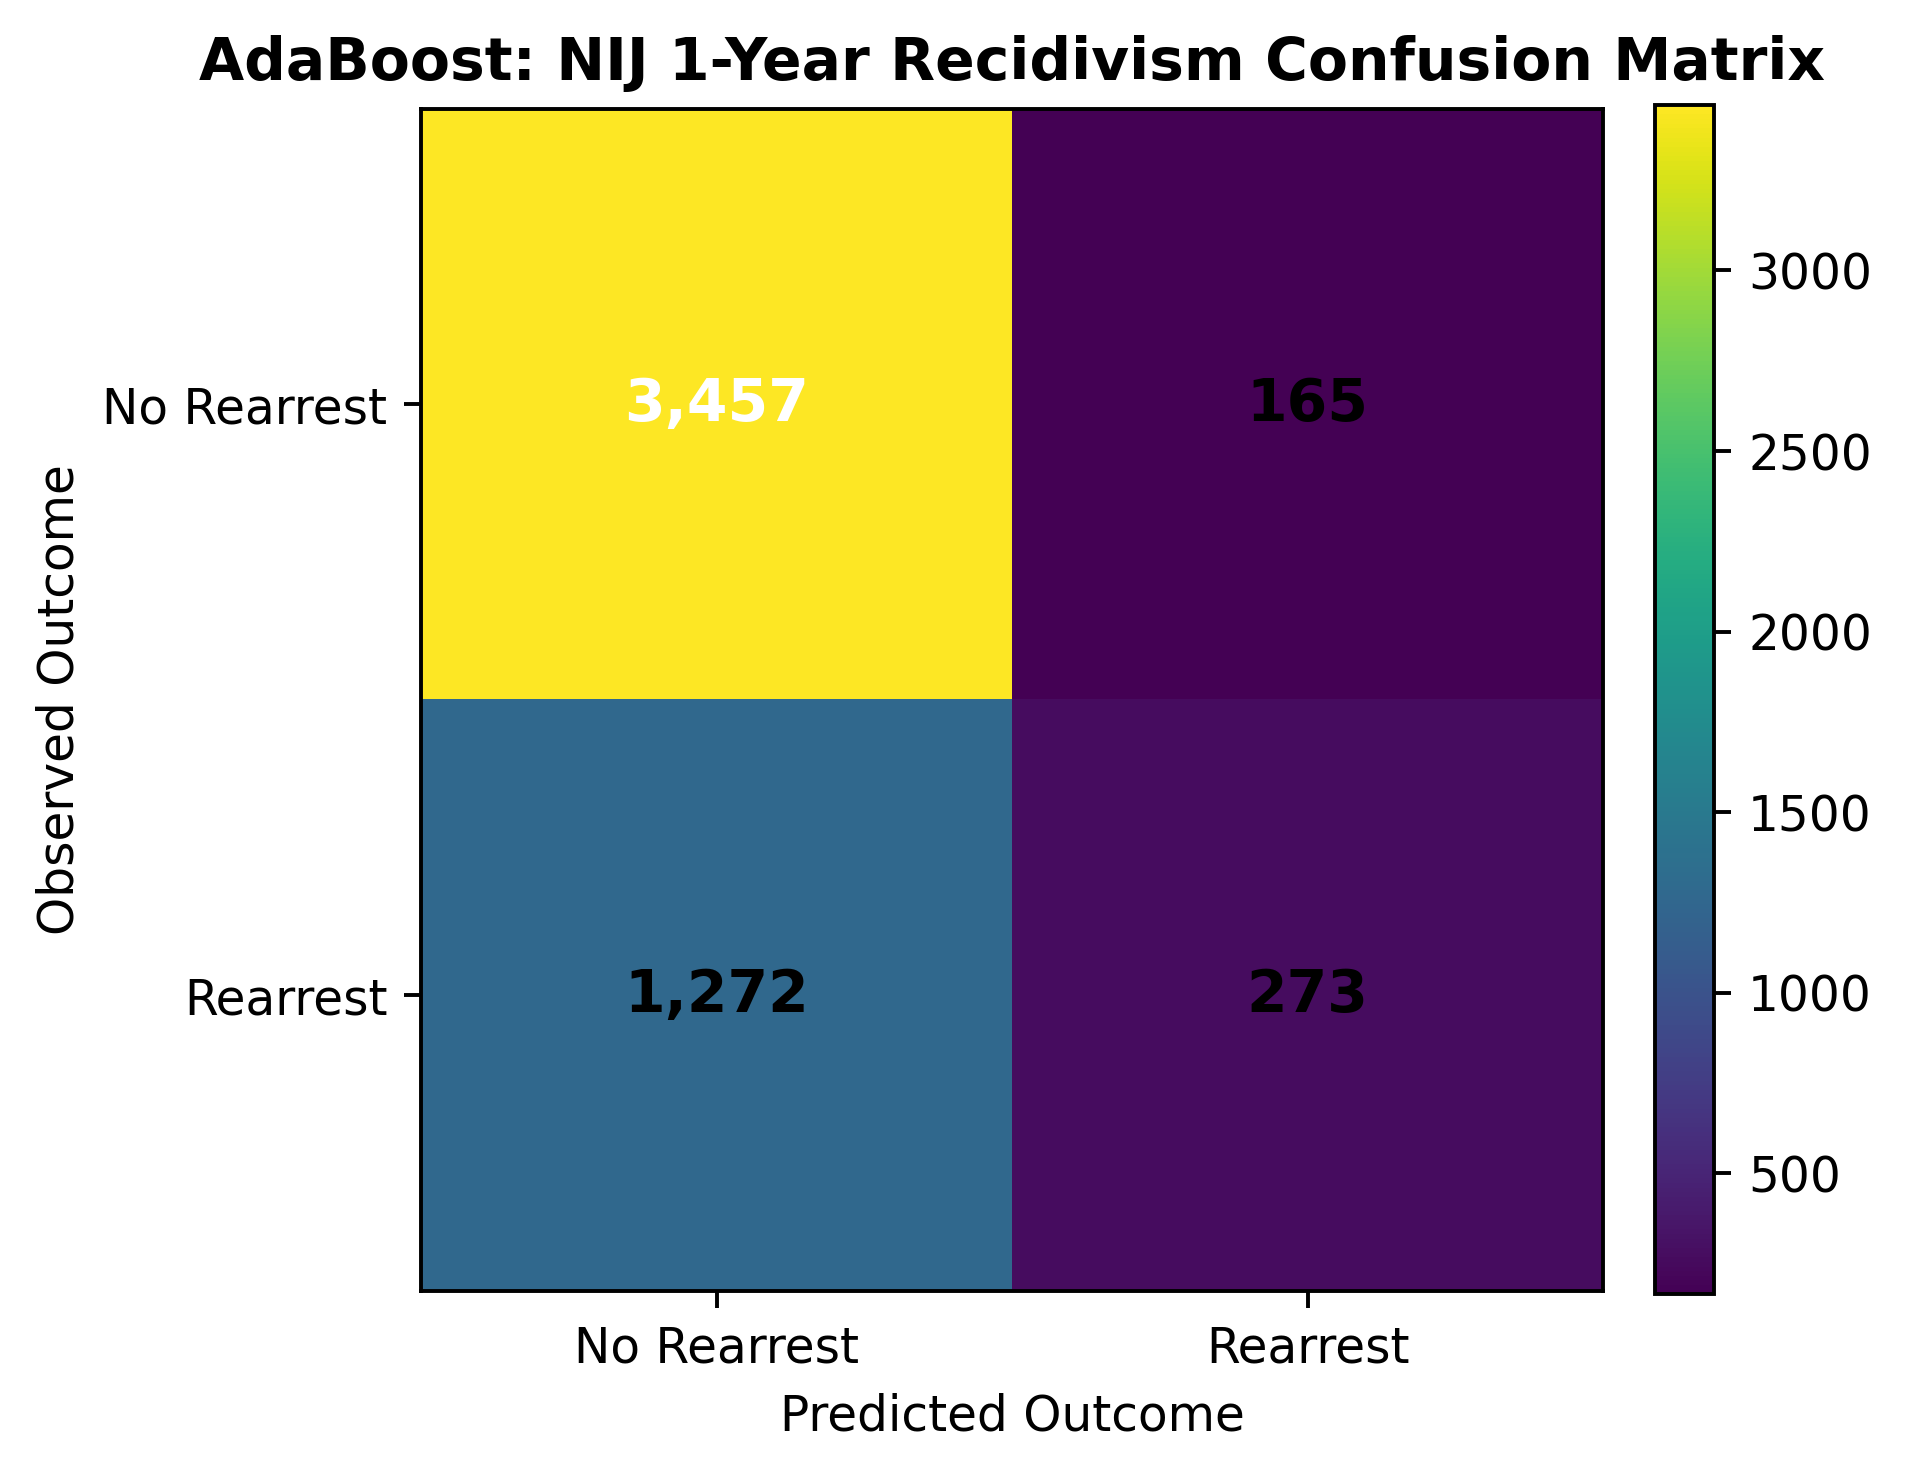 AdaBoost: NIJ 1-Year Recidivism Confusion Matrix
No Rearrest
Rearrest
Observed Outcome
3,457
165
1,272
273
No Rearrest
Rearrest
Predicted Outcome
3000
2500
2000
1500
1000
500